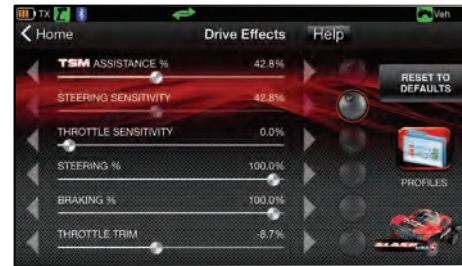 TX Veh
Home Drive Effects Help
TSM ASSISTANCE % 42.8%
RESET TO DEFAULTS
STEERING SENSITIVITY 42.8%
THROTTLE SENSITIVITY 0.0%
STEERING % 100.0%
PROFILES
BRAKING % 100.0%
THROTTLE TRIM -8.7%
SLASH